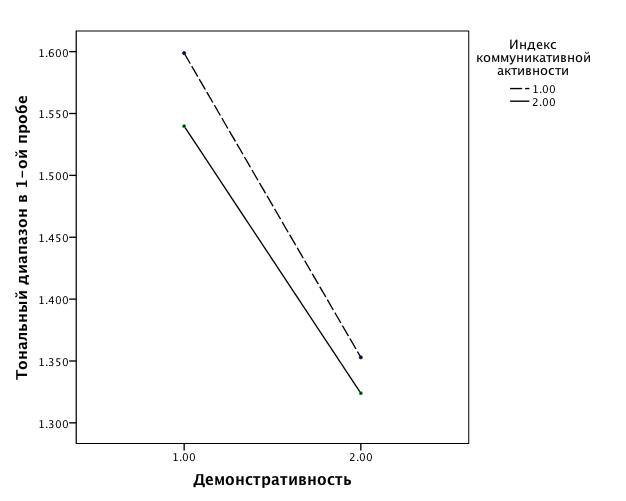 Индекс
коммуникативной
активности
1.00
2.00
Тональный диапазон в 1-ой пробе
1.600
1.550
1.500
1.450
1.400
1.350
1.300
1.00
2.00
Демонстративность